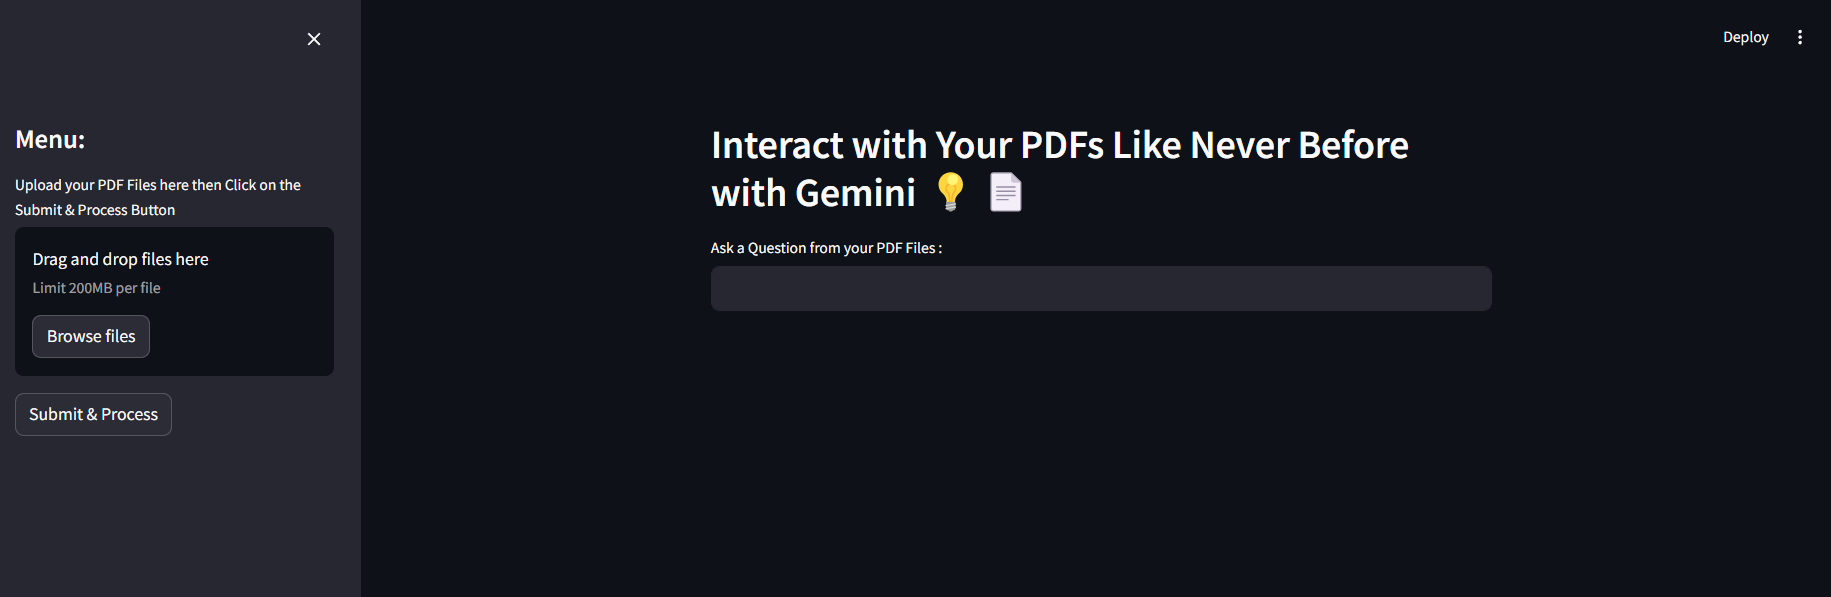 Deploy
Menu:
Upload your PDF Files here then Click on the
Submit & Process Button
Drag and drop files here
Limit 200MB per file
Browse files
Submit & Process
Interact with Your PDFs Like Never Before
with Gemini 💡 📄
Ask a Question from your PDF Files :